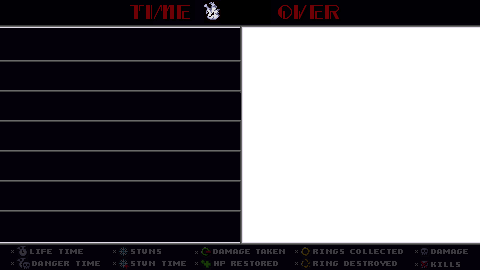 TIME OVER
× LIFE TIME × STUNS × DAMAGE TAKEN × RINGS COLLECTED × DAMAGE
× DANGER TIME × STUN TIME × HP RESTORED × RING DESTROYED × KILLS